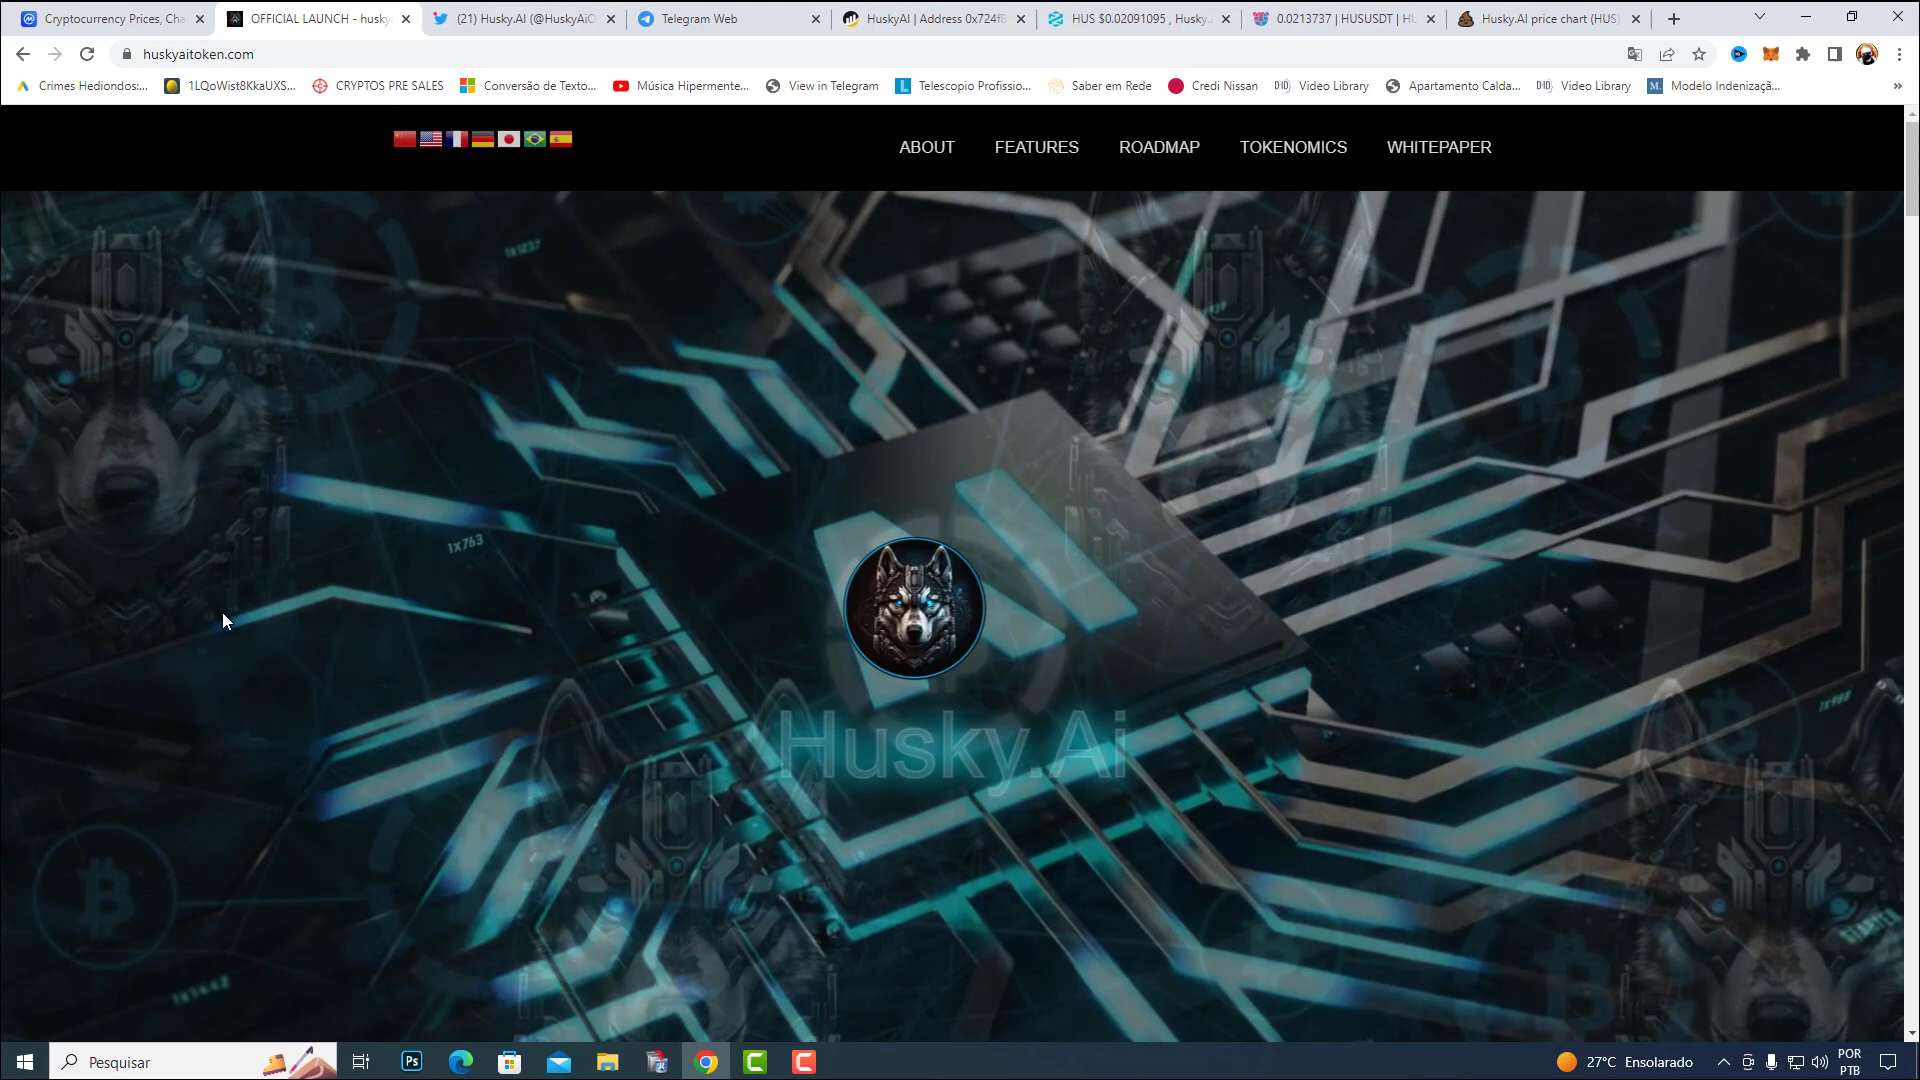 Cryptocurrency Prices, Cha
OFFICIAL LAUNCH - husky
(21) Husky.AI (@HuskyAiO
Telegram Web
HuskyAI | Address 0x724f8
HUS $0.02091095 , Husky.
0.0213737 | HUSUSDT | HU
Husky.AI price chart (HUS)
huskyaitoken.com
Crimes Hediondos:...
1LQoWist8KkaUXS...
CRYPTOS PRE SALES
Conversão de Texto...
Música Hipermente...
View in Telegram
Telescopio Profissio...
Saber em Rede
Credi Nissan
Video Library
Apartamento Calda...
Video Library
Modelo Indenizaçã...
ABOUT
FEATURES
ROADMAP
TOKENOMICS
WHITEPAPER
1x763
Husky.Ai
Pesquisar
Ps
27°C Ensolarado
POR
PTB